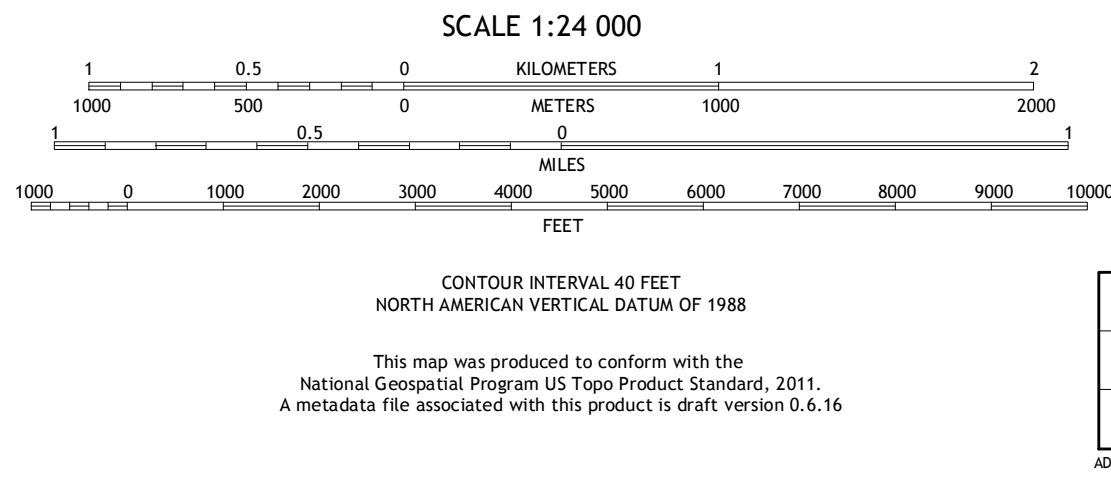 SCALE 1:24 000
1 0.5 0 KILOMETERS 1 2
1000 500 0 METERS 1000 2000
1 0.5 0 1
MILES
1000 0 1000 2000 3000 4000 5000 6000 7000 8000 9000 10000
FEET
CONTOUR INTERVAL 40 FEET
NORTH AMERICAN VERTICAL DATUM OF 1988
This map was produced to conform with the
National Geospatial Program US Topo Product Standard, 2011.
A metadata file associated with this product is draft version 0.6.16
AD